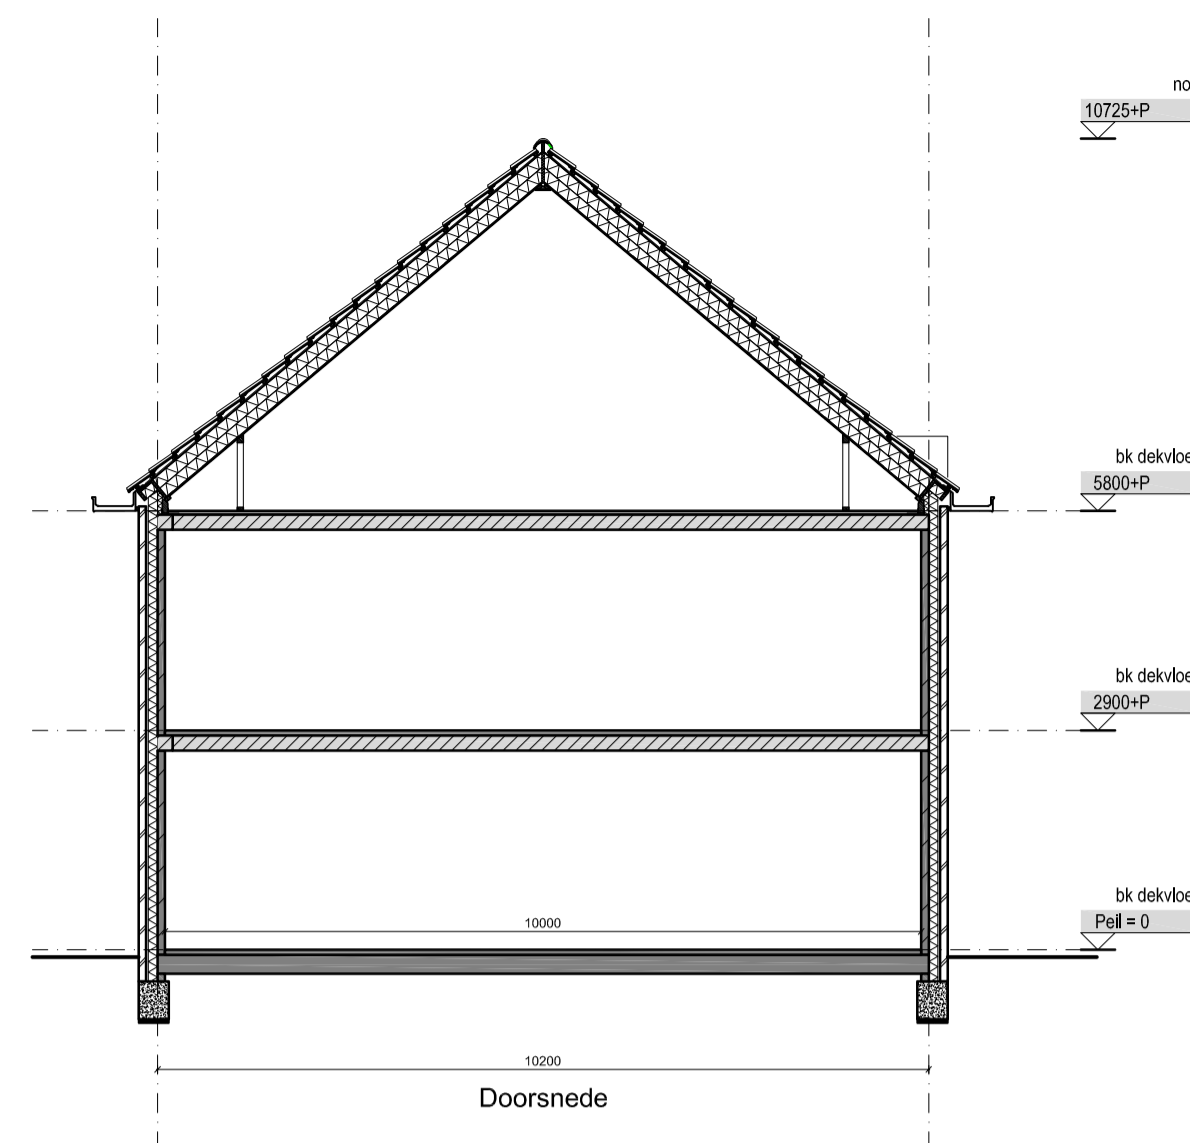 no
10725+P
bk dekvloe
5800+P
bk dekvloe
2900+P
10000
bk dekvloe
Peil = 0
10200
Doorsnede